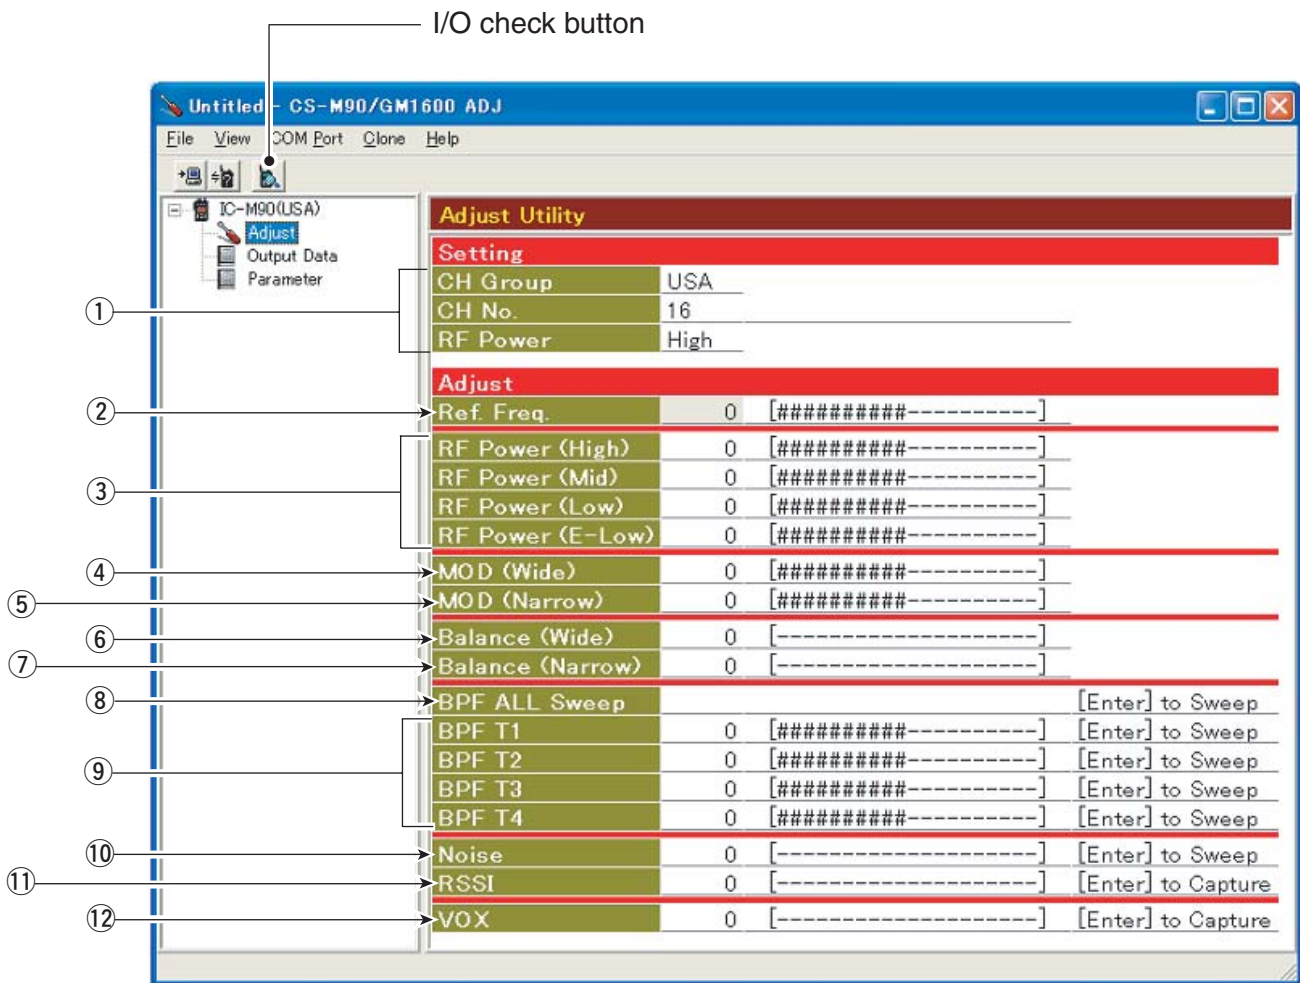 I/O check button
Untitled - CS-M90/GM1600 ADJ
File View COM Port Clone Help
IC-M90(USA)
Adjust
Output Data
Parameter
Adjust Utility
Setting
① CH Group USA
CH No. 16
RF Power High
Adjust
② Ref. Freq. 0 [##########----------]
③ RF Power (High) 0 [##########----------]
RF Power (Mid) 0 [##########----------]
RF Power (Low) 0 [##########----------]
RF Power (E-Low) 0 [##########----------]
④ MOD (Wide) 0 [##########----------]
⑤ MOD (Narrow) 0 [##########----------]
⑥ Balance (Wide) 0 [--------------------]
⑦ Balance (Narrow) 0 [--------------------]
⑧ BPF ALL Sweep [Enter] to Sweep
⑨ BPF T1 0 [##########----------] [Enter] to Sweep
BPF T2 0 [##########----------] [Enter] to Sweep
BPF T3 0 [##########----------] [Enter] to Sweep
BPF T4 0 [##########----------] [Enter] to Sweep
⑩ Noise 0 [--------------------] [Enter] to Sweep
⑪ RSSI 0 [--------------------] [Enter] to Capture
⑫ VOX 0 [--------------------] [Enter] to Capture